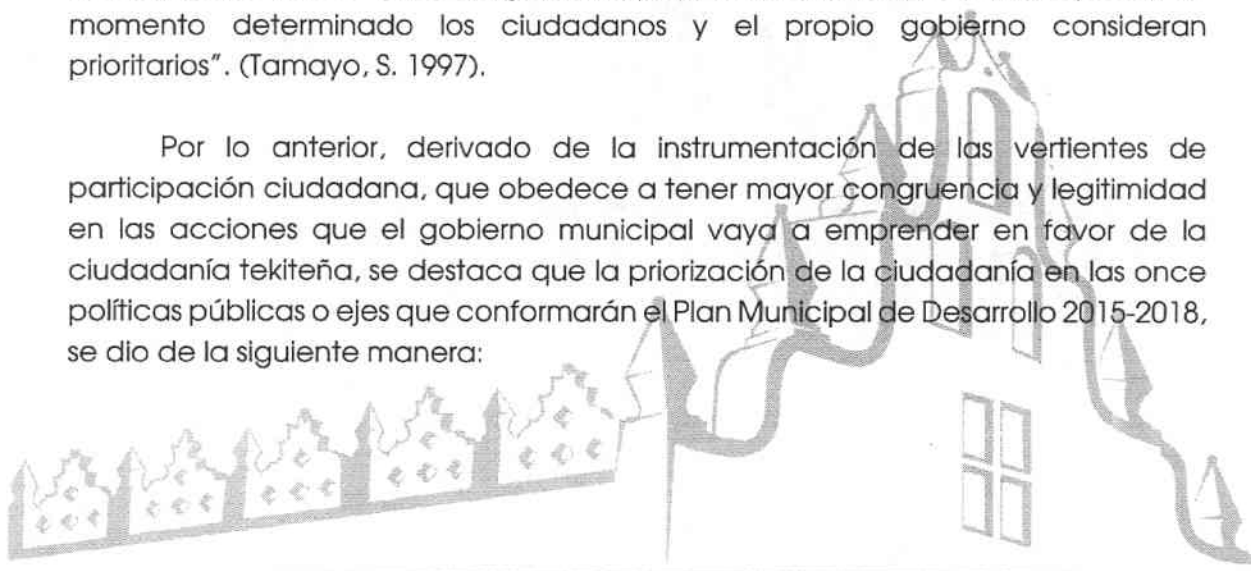 momento determinado los ciudadanos y el propio gobierno consideran
prioritarios". (Tamayo, S. 1997).
Por lo anterior, derivado de la instrumentación de las vertientes de
participación ciudadana, que obedece a tener mayor congruencia y legitimidad
en las acciones que el gobierno municipal vaya a emprender en favor de la
ciudadanía tekiteña, se destaca que la priorización de la ciudadanía en las once
políticas públicas o ejes que conformarán el Plan Municipal de Desarrollo 2015-2018,
se dio de la siguiente manera: